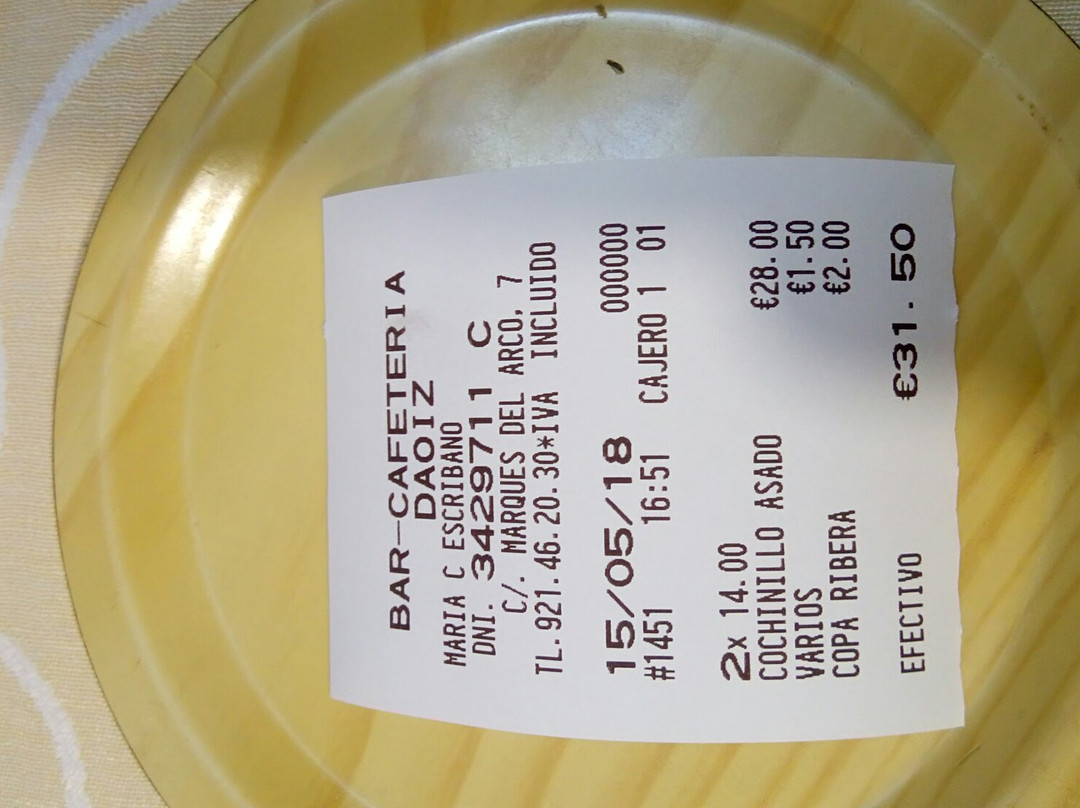 BAR-CAFETERIA
DAOIZ
MARIA C ESCRIBANO
DNI. 3429711 C
C/. MARQUES DEL ARCO, 7
TL.921.46.20.30*IVA INCLUIDO
15/05/18 000000
#1451 16:51 CAJERO 1 01
2x 14.00
COCHINILLO ASADO €28.00
VARIOS €1.50
COPA RIBERA €2.00
EFECTIVO €31.50